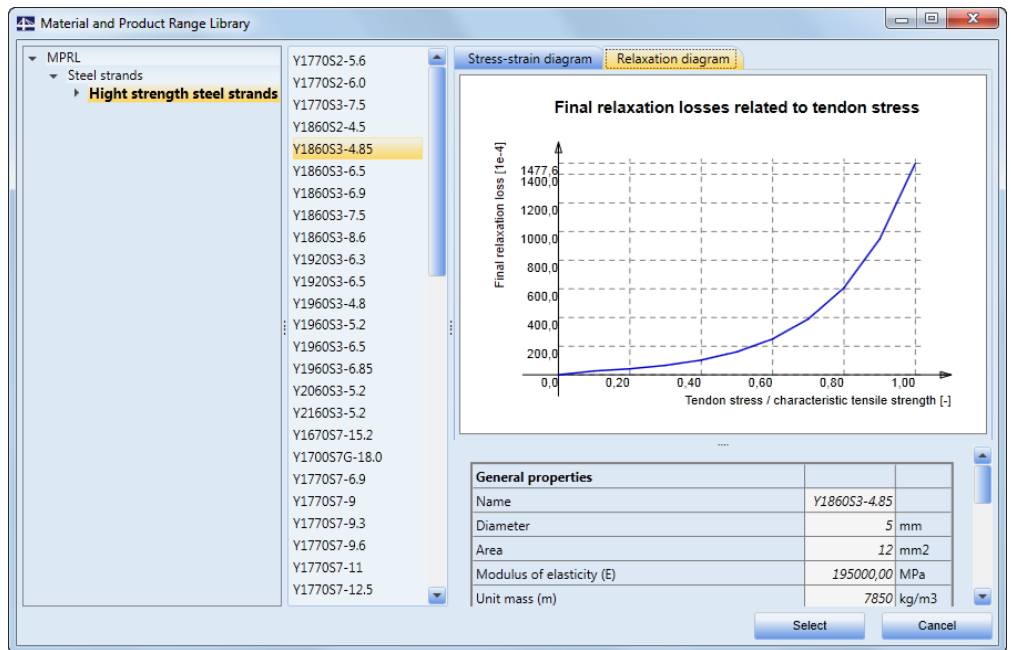 Material and Product Range Library
MPRL
Steel strands
Hight strength steel strands
Y1770S2-5.6
Y1770S2-6.0
Y1770S3-7.5
Y1860S2-4.5
Y1860S3-4.85
Y1860S3-6.5
Y1860S3-6.9
Y1860S3-7.5
Y1860S3-8.6
Y1920S3-6.3
Y1920S3-6.5
Y1960S3-4.8
Y1960S3-5.2
Y1960S3-6.5
Y1960S3-6.85
Y2060S3-5.2
Y2160S3-5.2
Y1670S7-15.2
Y1700S7G-18.0
Y1770S7-6.9
Y1770S7-9
Y1770S7-9.3
Y1770S7-9.6
Y1770S7-11
Y1770S7-12.5
Stress-strain diagram Relaxation diagram
Final relaxation losses related to tendon stress
Final relaxation loss [1e-4]
1477,6
1400,0
1200,0
1000,0
800,0
600,0
400,0
200,0
0,0 0,20 0,40 0,60 0,80 1,00
Tendon stress / characteristic tensile strength [-]
General properties
Name Y1860S3-4.85
Diameter 5 mm
Area 12 mm2
Modulus of elasticity (E) 195000,00 MPa
Unit mass (m) 7850 kg/m3
Select Cancel